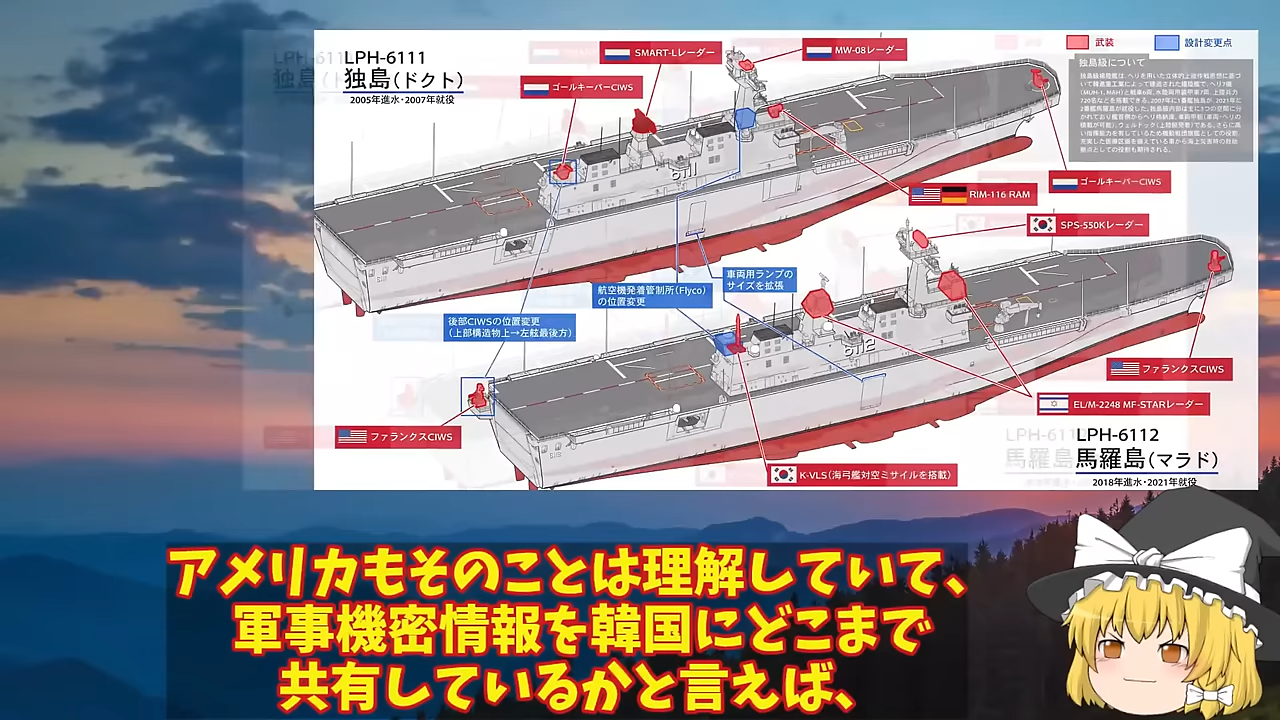 LPH-6111
独島(ドクト)
2005年進水・2007年就役
SMART-Lレーダー
MW-08レーダー
ゴールキーパーCIWS
武装
設計変更点
独島級について
ゴールキーパーCIWS
RIM-116 RAM
SPS-550Kレーダー
車両用ランプの
サイズを拡張
航空機発着管制所(Flyco)
の位置変更
後部CIWSの位置変更
(上部構造物上→左舷最後方)
6111
6112
ファランクスCIWS
EL/M-2248 MF-STARレーダー
ファランクスCIWS
K-VLS(海弓艦対空ミサイルを搭載)
LPH-6112
馬羅島(マラド)
2018年進水・2021年就役
アメリカもそのことは理解していて、
軍事機密情報を韓国にどこまで
共有しているかと言えば、